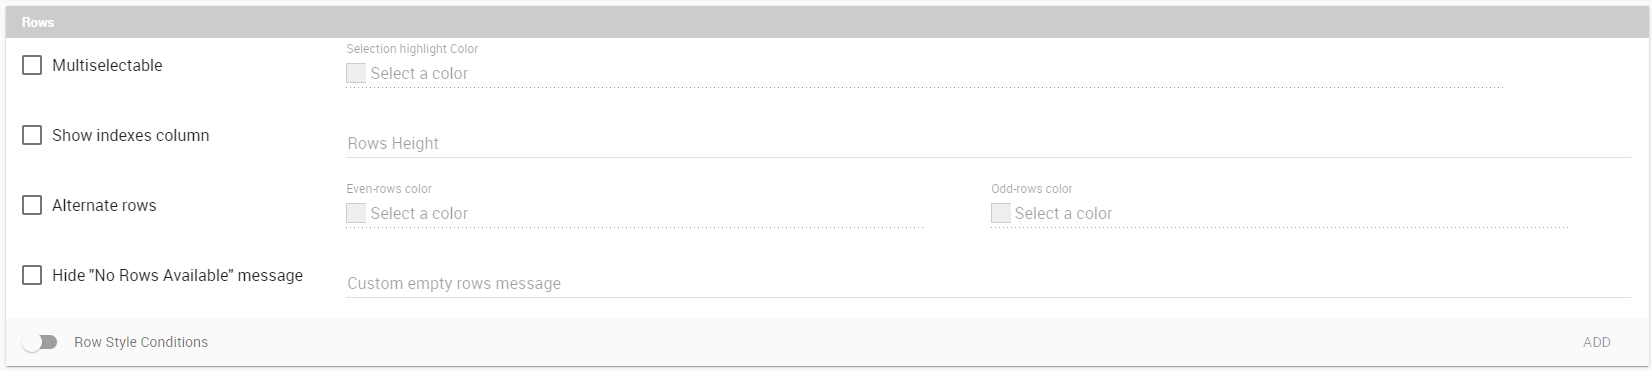 Rows
Multiselectable
Selection highlight Color
Select a color
Show indexes column
Rows Height
Alternate rows
Even-rows color
Select a color
Odd-rows color
Select a color
Hide "No Rows Available" message
Custom empty rows message
Row Style Conditions
ADD